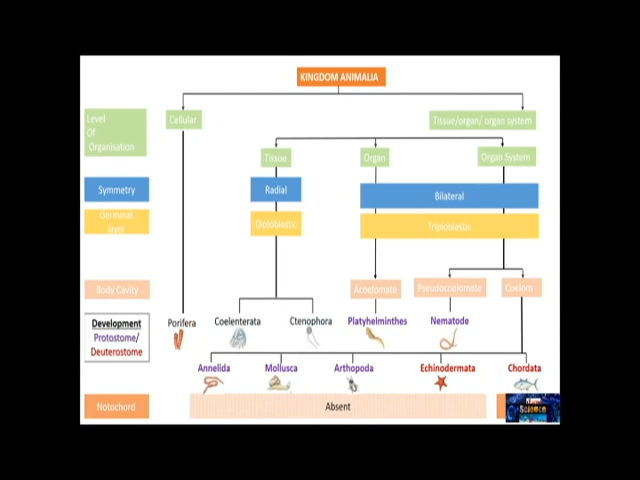 KINGDOM ANIMALIA
Level
Of
Organisation
Cellular
Tissue/organ/ organ system
Tissue
Organ
Organ System
Symmetry
Radial
Bilateral
Germinal
layer
Diploblastic
Triploblastic
Body Cavity
Acoelomate
Pseudocoelomate
Coelom
Development
Protostome/
Deuterostome
Porifera
Coelenterata
Ctenophora
Platyhelminthes
Nematode
Annelida
Mollusca
Arthopoda
Echinodermata
Chordata
Notochord
Absent
Science